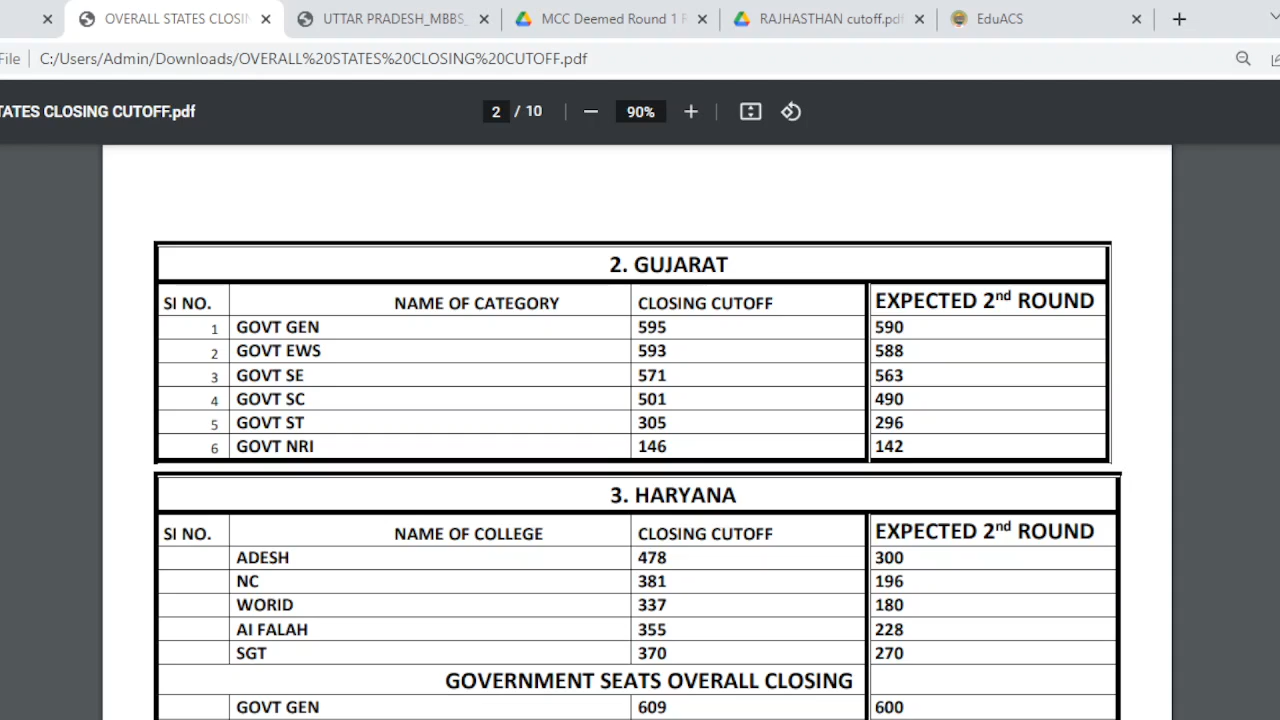 OVERALL STATES CLOSIN
UTTAR PRADESH_MBBS_
MCC Deemed Round 1 R
RAJHASTHAN cutoff.pdf
EduACS
File C:/Users/Admin/Downloads/OVERALL%20STATES%20CLOSING%20CUTOFF.pdf
TATES CLOSING CUTOFF.pdf 2 / 10 90%
2. GUJARAT
SI NO. NAME OF CATEGORY CLOSING CUTOFF EXPECTED 2nd ROUND
1 GOVT GEN 595 590
2 GOVT EWS 593 588
3 GOVT SE 571 563
4 GOVT SC 501 490
5 GOVT ST 305 296
6 GOVT NRI 146 142
3. HARYANA
SI NO. NAME OF COLLEGE CLOSING CUTOFF EXPECTED 2nd ROUND
ADESH 478 300
NC 381 196
WORID 337 180
AI FALAH 355 228
SGT 370 270
GOVERNMENT SEATS OVERALL CLOSING
GOVT GEN 609 600